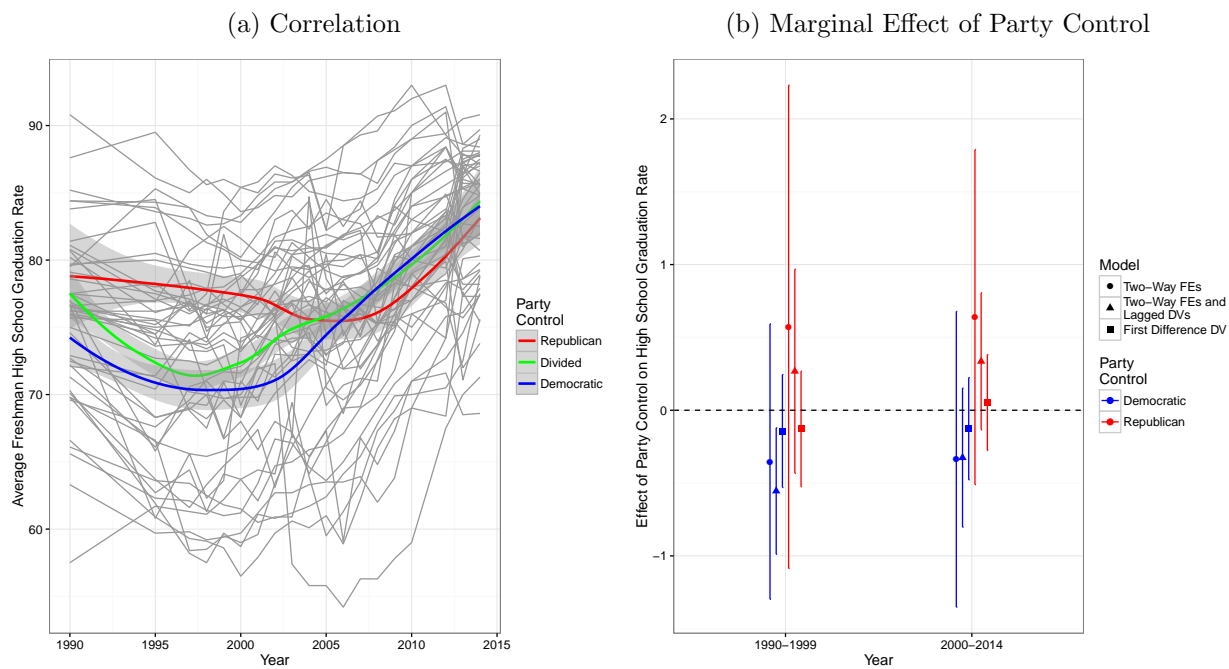 (a) Correlation
Average Freshman High School Graduation Rate
90
80
70
60
1990
1995
2000
2005
2010
2015
Year
Party
Control
Republican
Divided
Democratic
(b) Marginal Effect of Party Control
Effect of Party Control on High School Graduation Rate
2
1
0
−1
1990−1999
2000−2014
Year
Model
Two−Way FEs
Two−Way FEs and
Lagged DVs
First Difference DV
Party
Control
Democratic
Republican